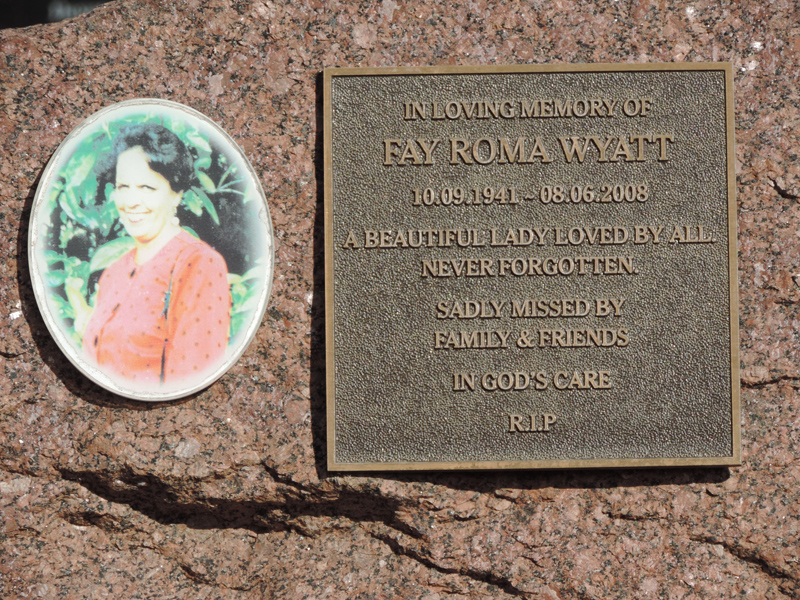 IN LOVING MEMORY OF
FAY ROMA WYATT
10.09.1941 ~ 08.06.2008
A BEAUTIFUL LADY LOVED BY ALL.
NEVER FORGOTTEN.
SADLY MISSED BY
FAMILY & FRIENDS
IN GOD'S CARE
R.I.P